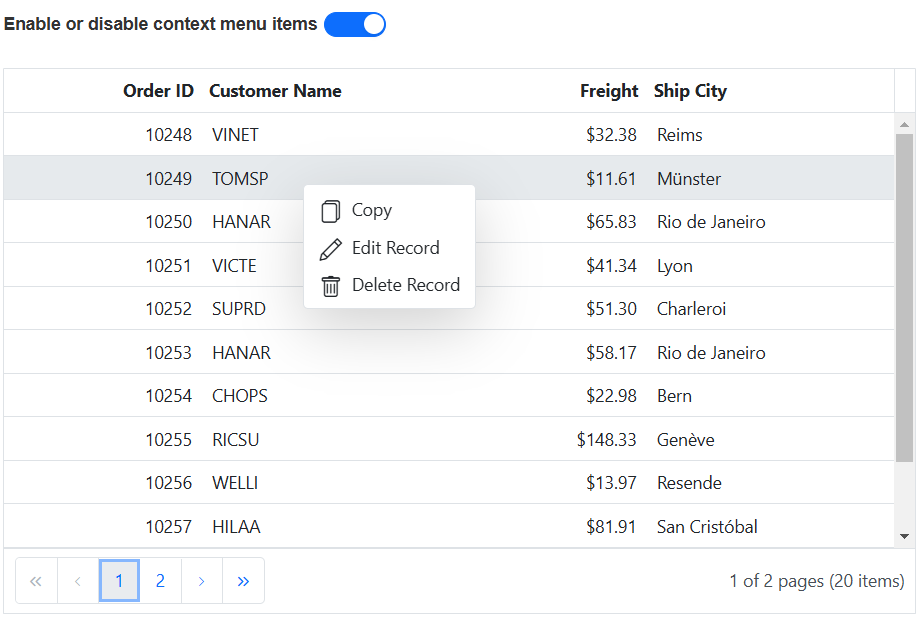 Enable or disable context menu items
Order ID Customer Name Freight Ship City
10248 VINET $32.38 Reims
10249 TOMSP $11.61 Münster
10250 HANAR $65.83 Rio de Janeiro
10251 VICTE $41.34 Lyon
10252 SUPRD $51.30 Charleroi
10253 HANAR $58.17 Rio de Janeiro
10254 CHOPS $22.98 Bern
10255 RICSU $148.33 Genève
10256 WELLI $13.97 Resende
10257 HILAA $81.91 San Cristóbal
Copy
Edit Record
Delete Record
« ‹ 1 2 › » 1 of 2 pages (20 items)